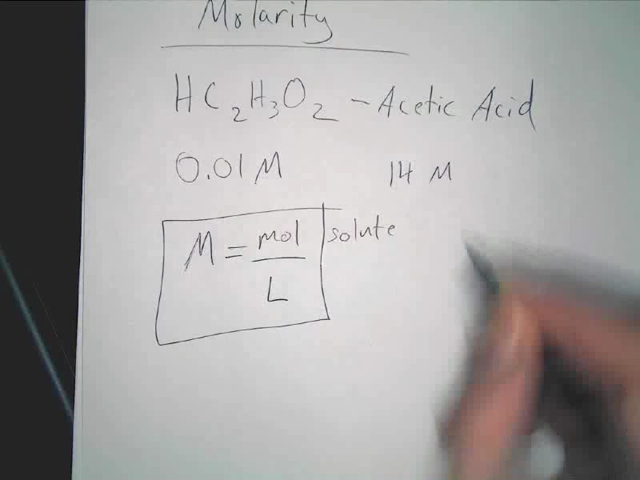 Molarity
HC₂H₃O₂ - Acetic Acid
0.01 M 14 M
M = mol/L solute